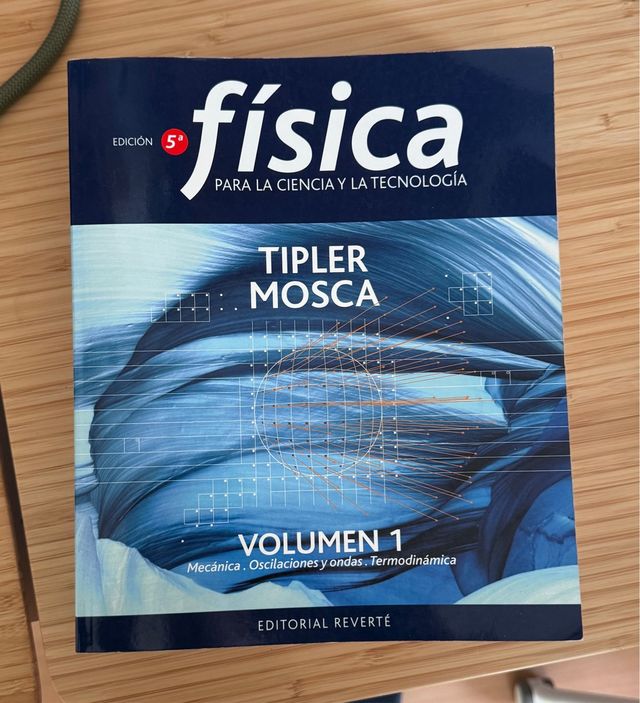 EDICIÓN 5ª
física
PARA LA CIENCIA Y LA TECNOLOGÍA
TIPLER
MOSCA
VOLUMEN 1
Mecánica . Oscilaciones y ondas . Termodinámica
EDITORIAL REVERTÉ